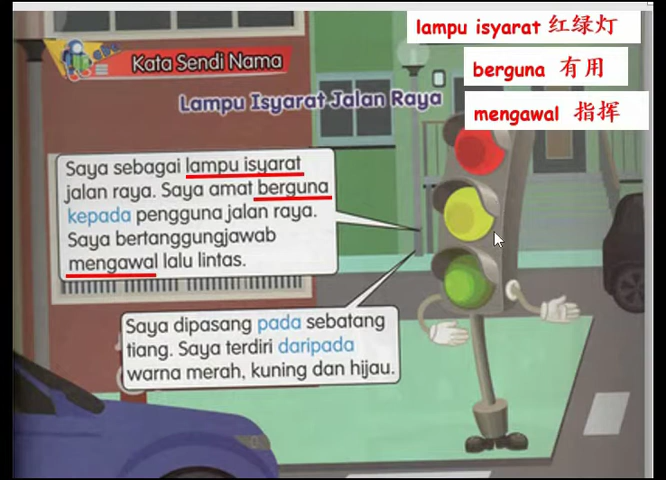 lampu isyarat 红绿灯
berguna 有用
mengawal 指挥
Kata Sendi Nama
Lampu Isyarat Jalan Raya
Saya sebagai lampu isyarat
jalan raya. Saya amat berguna
kepada pengguna jalan raya.
Saya bertanggungjawab
mengawal lalu lintas.
Saya dipasang pada sebatang
tiang. Saya terdiri daripada
warna merah, kuning dan hijau.